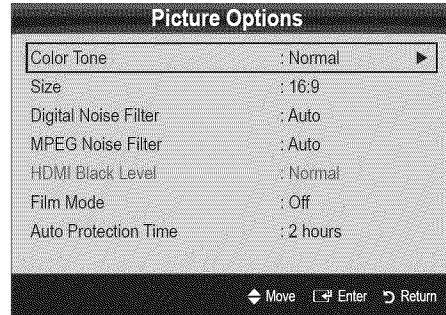 Picture Options
Color Tone : Normal
Size : 16:9
Digital Noise Filter : Auto
MPEG Noise Filter : Auto
HDMI Black Level : Normal
Film Mode : Off
Auto Protection Time : 2 hours
Move Enter Return